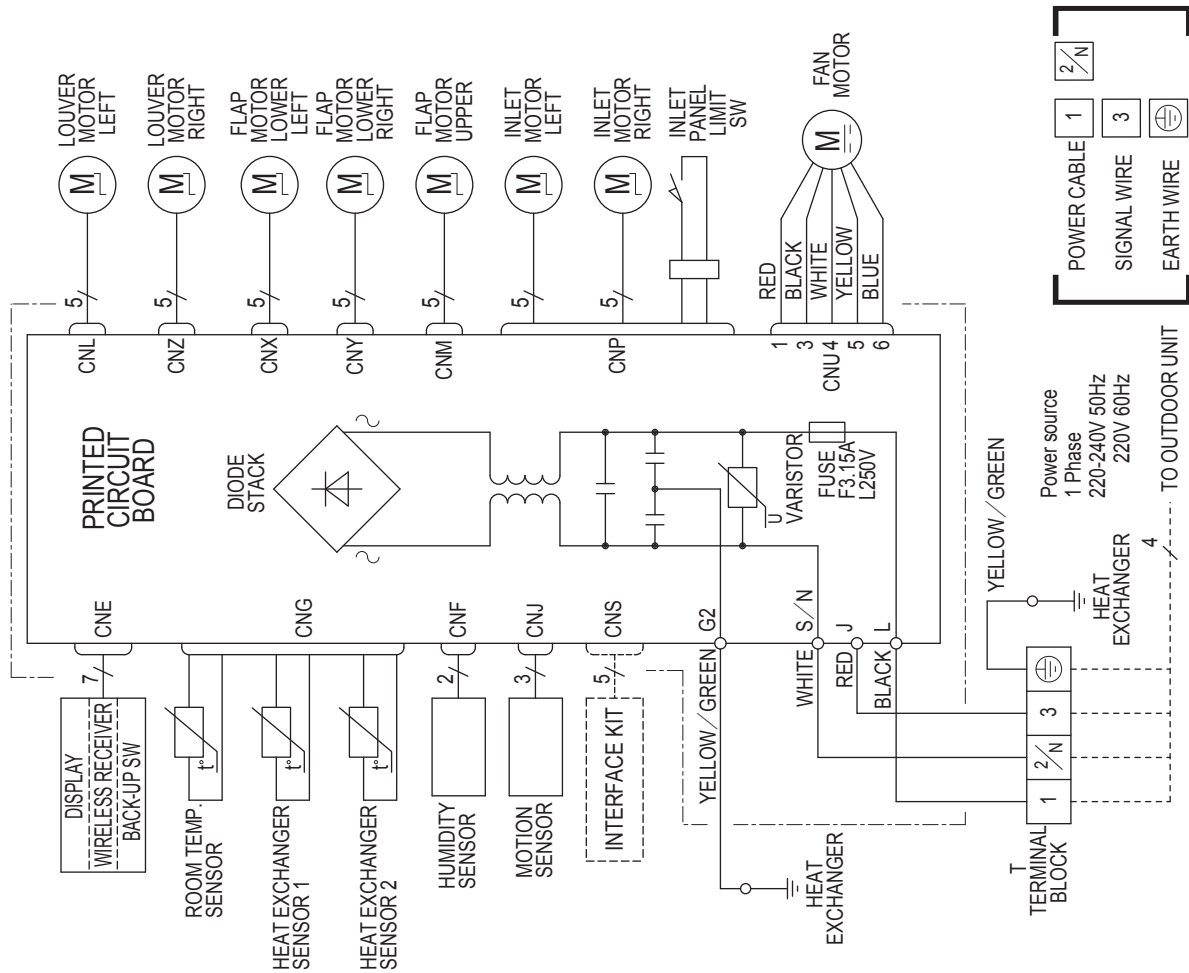 LOUVER
MOTOR
LEFT
LOUVER
MOTOR
RIGHT
FLAP
MOTOR
LOWER
LEFT
FLAP
MOTOR
LOWER
RIGHT
FLAP
MOTOR
UPPER
INLET
MOTOR
LEFT
INLET
MOTOR
RIGHT
INLET
PANEL
LIMIT
SW
FAN
MOTOR
M
M
M
M
M
M
M
M
5
5
5
5
5
5
5
RED
BLACK
WHITE
YELLOW
BLUE
CNL
CNZ
CNX
CNY
CNM
CNP
1
3
CNU 4
5
6
PRINTED
CIRCUIT
BOARD
DIODE
STACK
U
VARISTOR
FUSE
F3.15A
L250V
CNE
CNG
CNF
CNJ
CNS
G2
S/N
J
L
7
2
3
5
YELLOW/GREEN
WHITE
RED
BLACK
DISPLAY
WIRELESS RECEIVER
BACK-UP SW
t°
t°
t°
ROOM TEMP.
SENSOR
HEAT EXCHANGER
SENSOR 1
HEAT EXCHANGER
SENSOR 2
HUMIDITY
SENSOR
MOTION
SENSOR
INTERFACE KIT
HEAT
EXCHANGER
T
TERMINAL
BLOCK
1
2/N
3
YELLOW/GREEN
HEAT
EXCHANGER
4
TO OUTDOOR UNIT
Power source
1 Phase
220-240V 50Hz
220V 60Hz
POWER CABLE 1 2/N
SIGNAL WIRE 3
EARTH WIRE